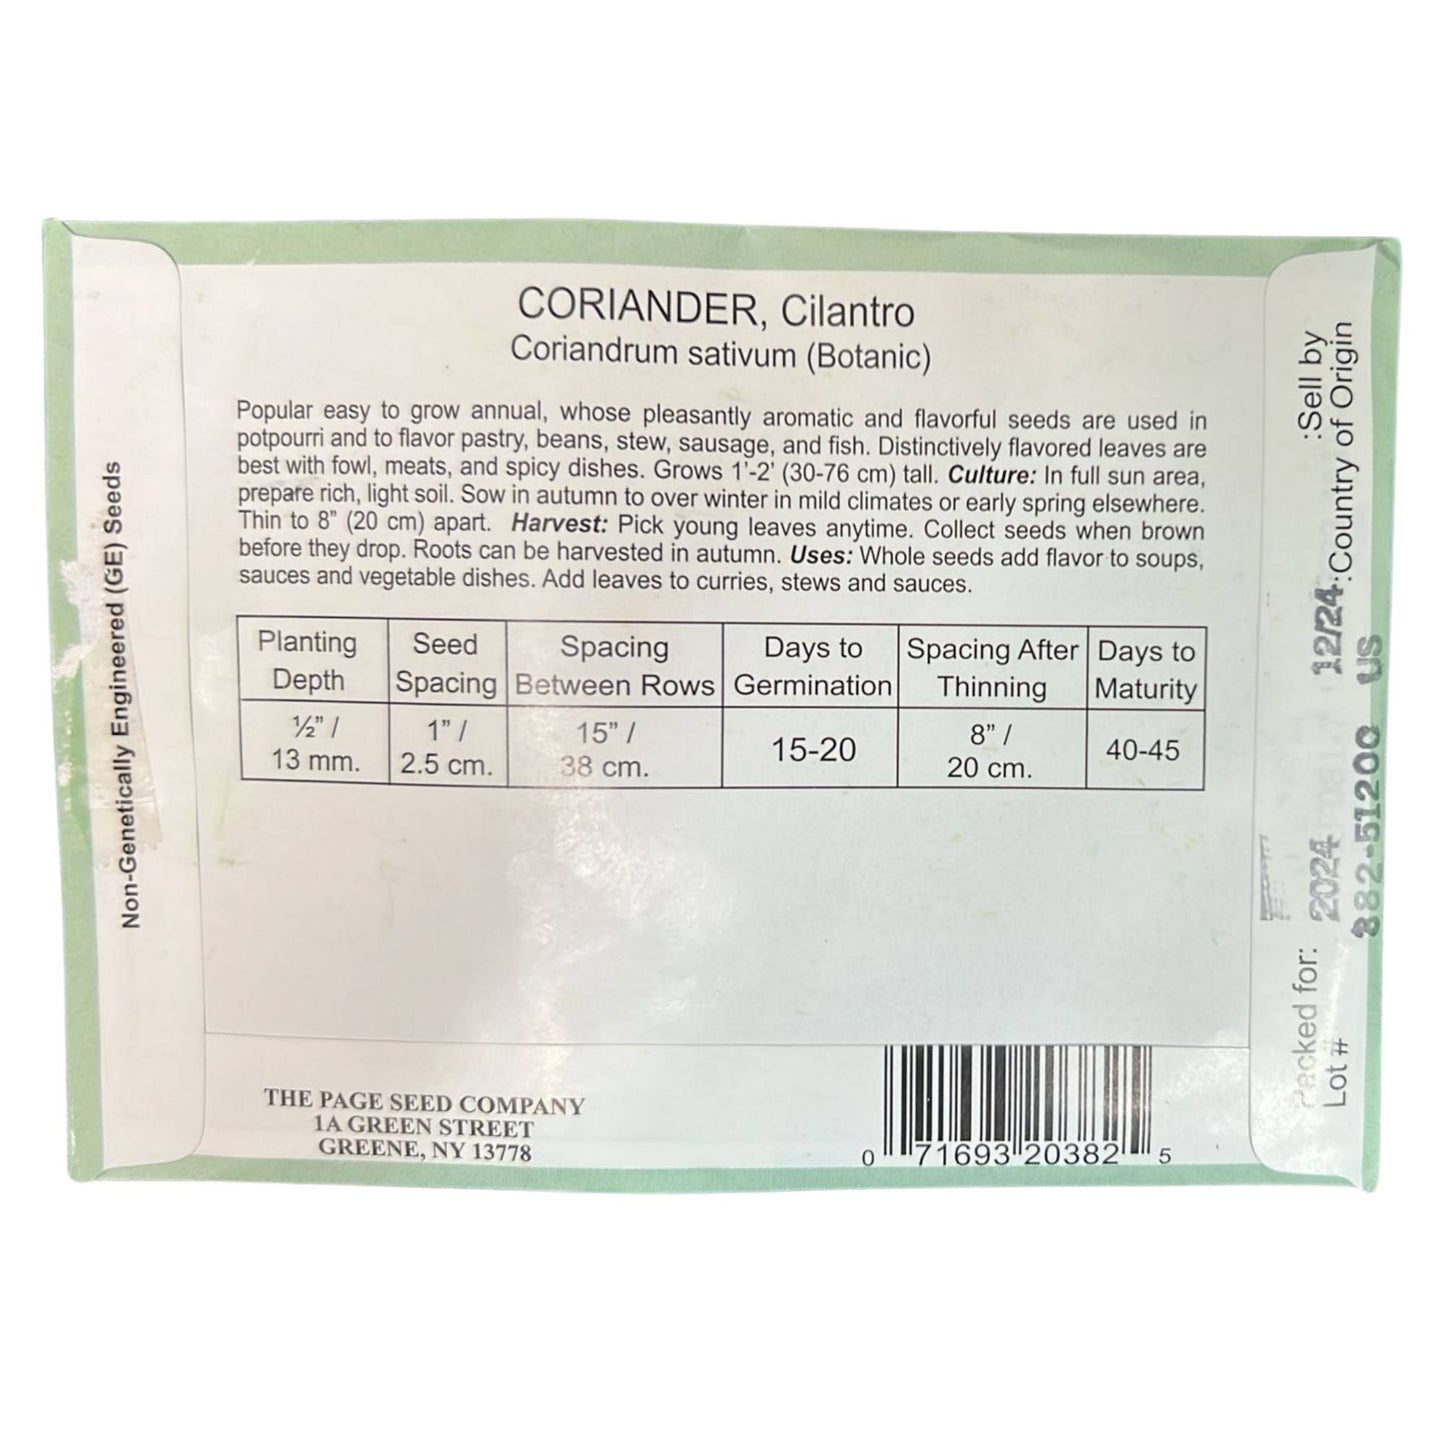 CORIANDER, Cilantro
Coriandrum sativum (Botanic)
Popular easy to grow annual, whose pleasantly aromatic and flavorful seeds are used in
potpourri and to flavor pastry, beans, stew, sausage, and fish. Distinctively flavored leaves are
best with fowl, meats, and spicy dishes. Grows 1'-2' (30-76 cm) tall. Culture: In full sun area,
prepare rich, light soil. Sow in autumn to over winter in mild climates or early spring elsewhere.
Thin to 8” (20 cm) apart. Harvest: Pick young leaves anytime. Collect seeds when brown
before they drop. Roots can be harvested in autumn. Uses: Whole seeds add flavor to soups,
sauces and vegetable dishes. Add leaves to curries, stews and sauces.
Planting Seed Spacing Days to Spacing After Days to
Depth Spacing Between Rows Germination Thinning Maturity
½” / 1” / 15” / 15-20 8” / 40-45
13 mm. 2.5 cm. 38 cm. 20 cm.
Non-Genetically Engineered (GE) Seeds
Packed for: 2024 12/24 :Sell by
Lot # 882-51200 US :Country of Origin
THE PAGE SEED COMPANY
1A GREEN STREET
GREENE, NY 13778
0 71693 20382 5